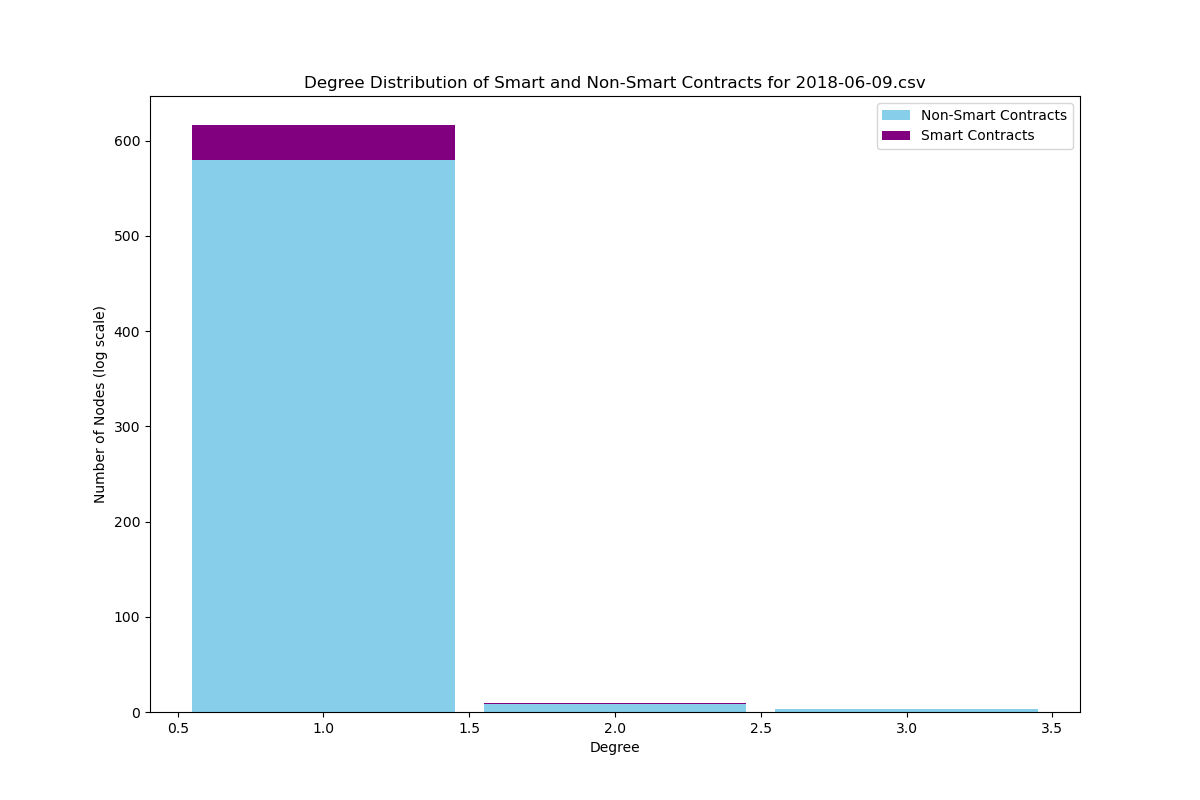 Degree Distribution of Smart and Non-Smart Contracts for 2018-06-09.csv
Non-Smart Contracts
Smart Contracts
Number of Nodes (log scale)
600
500
400
300
200
100
0
0.5 1.0 1.5 2.0 2.5 3.0 3.5
Degree